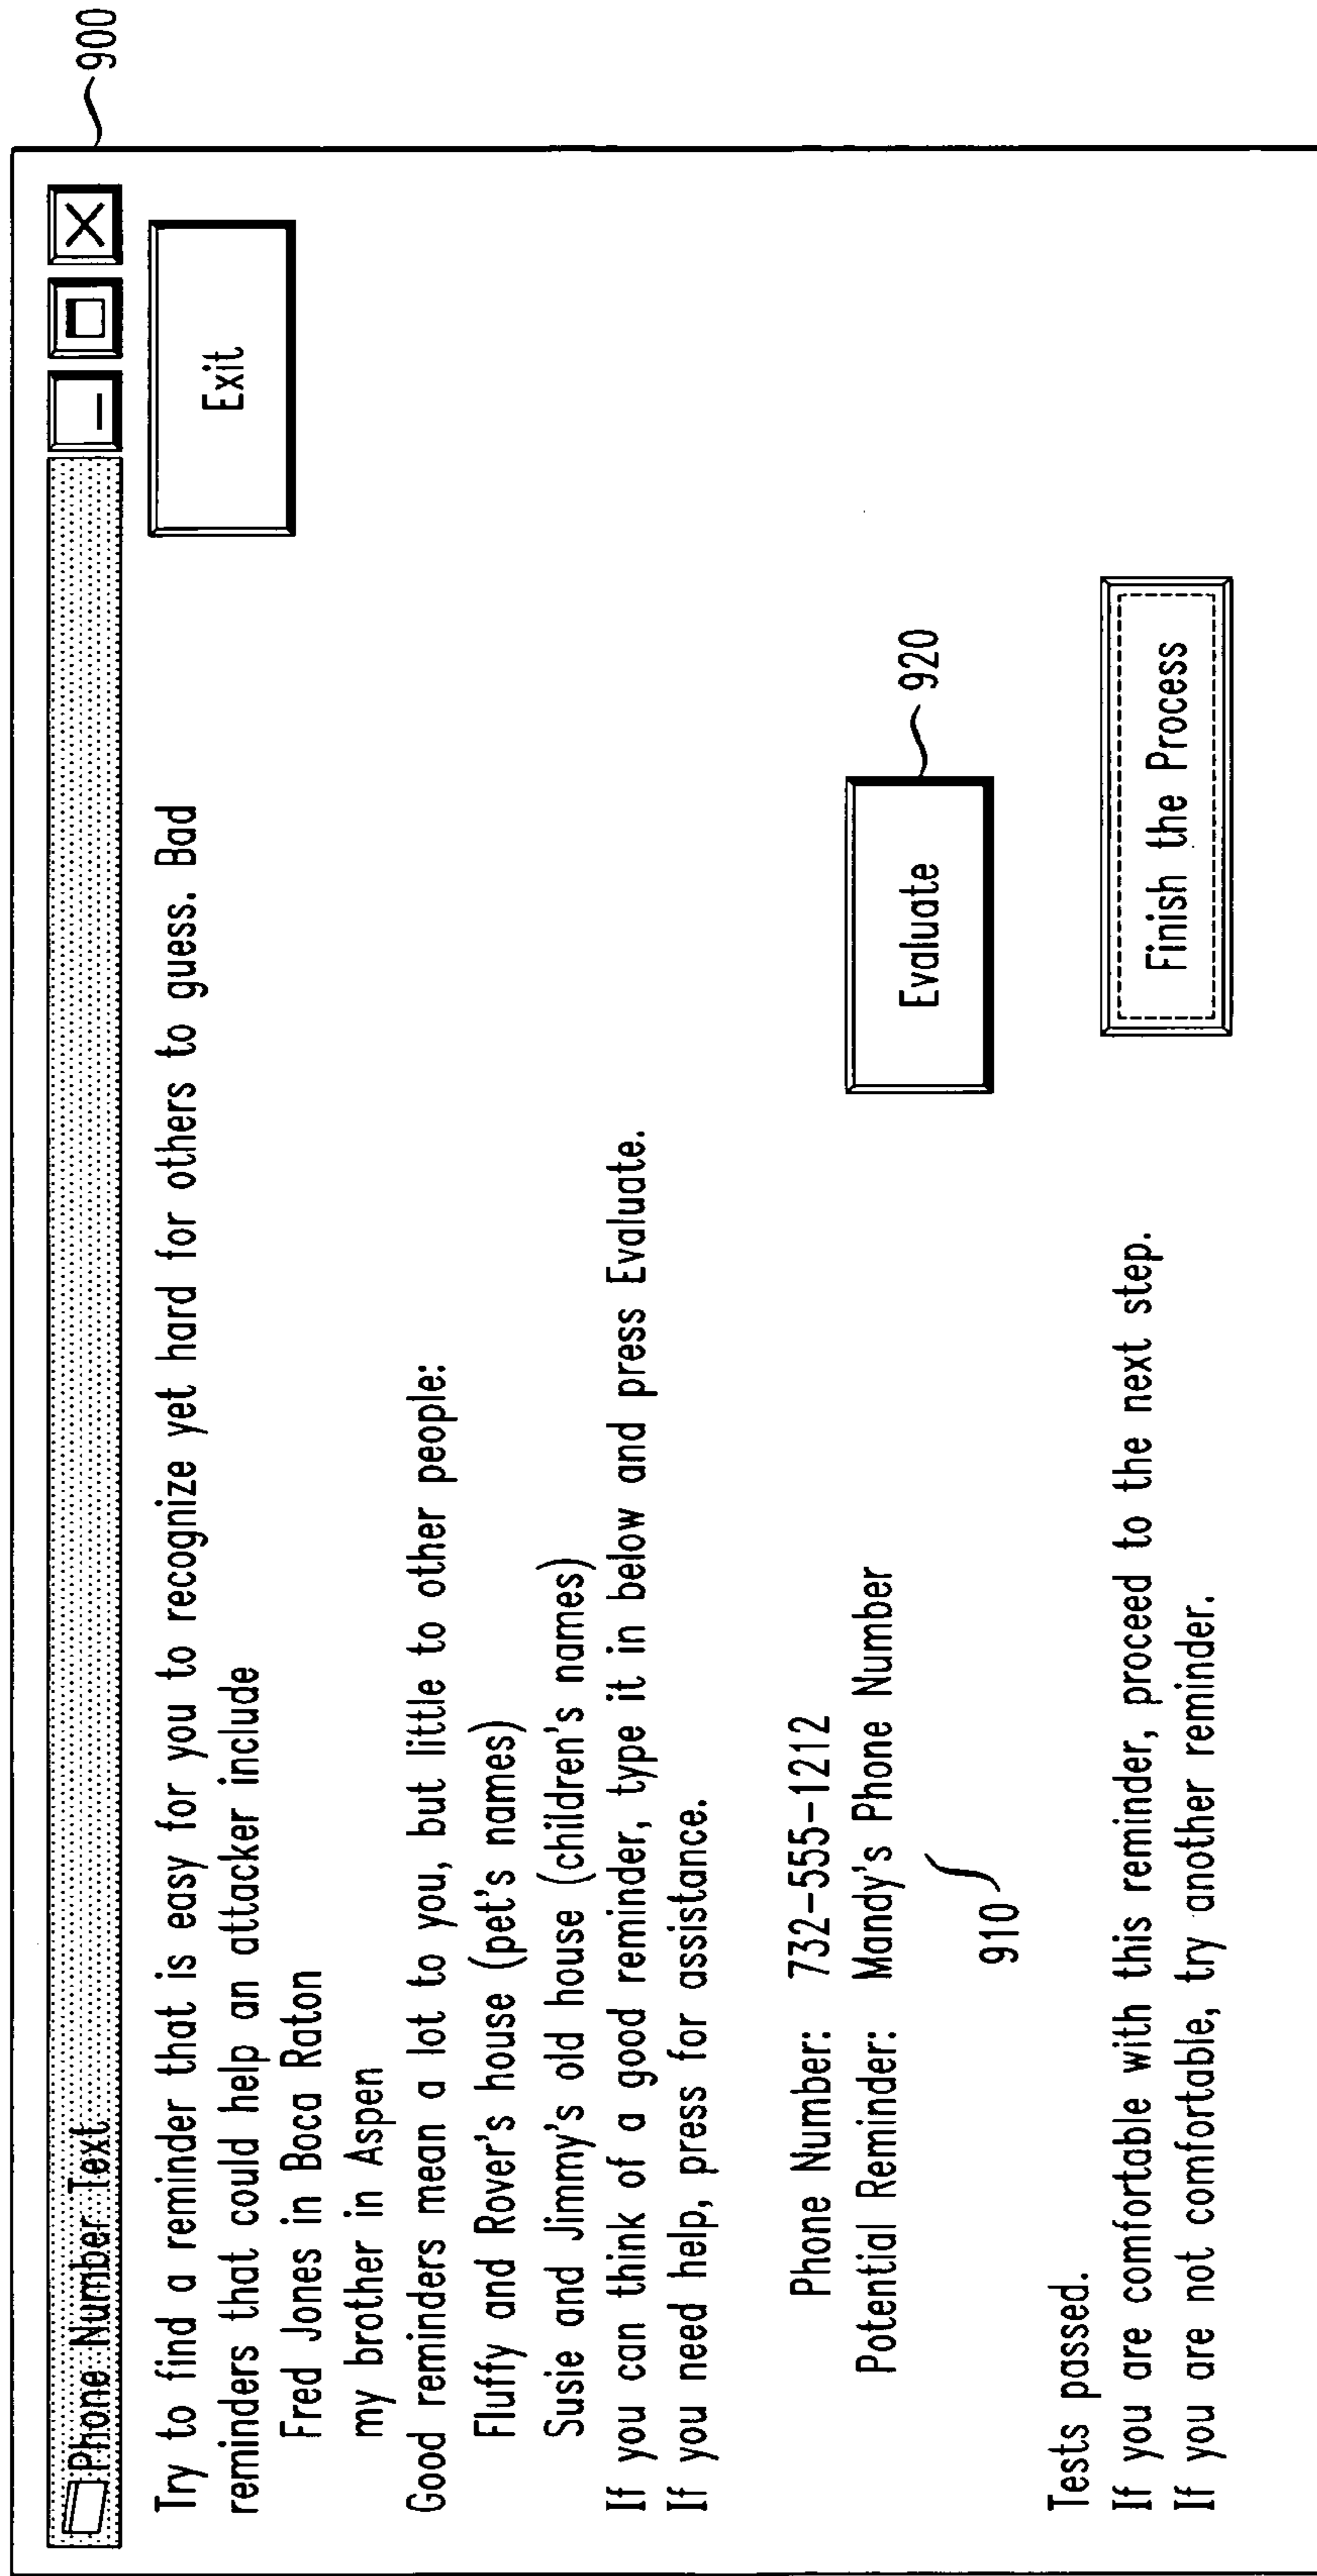 900
Phone Number Text
Exit
Try to find a reminder that is easy for you to recognize yet hard for others to guess. Bad
reminders that could help an attacker include
Fred Jones in Boca Raton
my brother in Aspen
Good reminders mean a lot to you, but little to other people:
Fluffy and Rover's house (pet's names)
Susie and Jimmy's old house (children's names)
If you can think of a good reminder, type it in below and press Evaluate.
If you need help, press for assistance.
Phone Number: 732-555-1212
Potential Reminder: Mandy's Phone Number
910
Evaluate
920
Tests passed.
If you are comfortable with this reminder, proceed to the next step.
If you are not comfortable, try another reminder.
Finish the Process